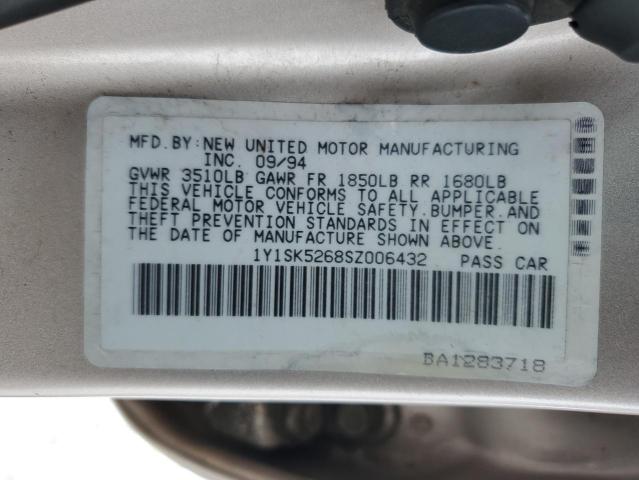 MFD.BY:NEW UNITED MOTOR MANUFACTURING
INC. 09/94
GVWR 3510LB GAWR FR 1850LB RR 1680LB
THIS VEHICLE CONFORMS TO ALL APPLICABLE
FEDERAL MOTOR VEHICLE SAFETY.BUMPER.AND
THEFT PREVENTION STANDARDS IN EFFECT ON
THE DATE OF MANUFACTURE SHOWN ABOVE.
1Y1SK5268SZ006432 PASS CAR
BA1283718